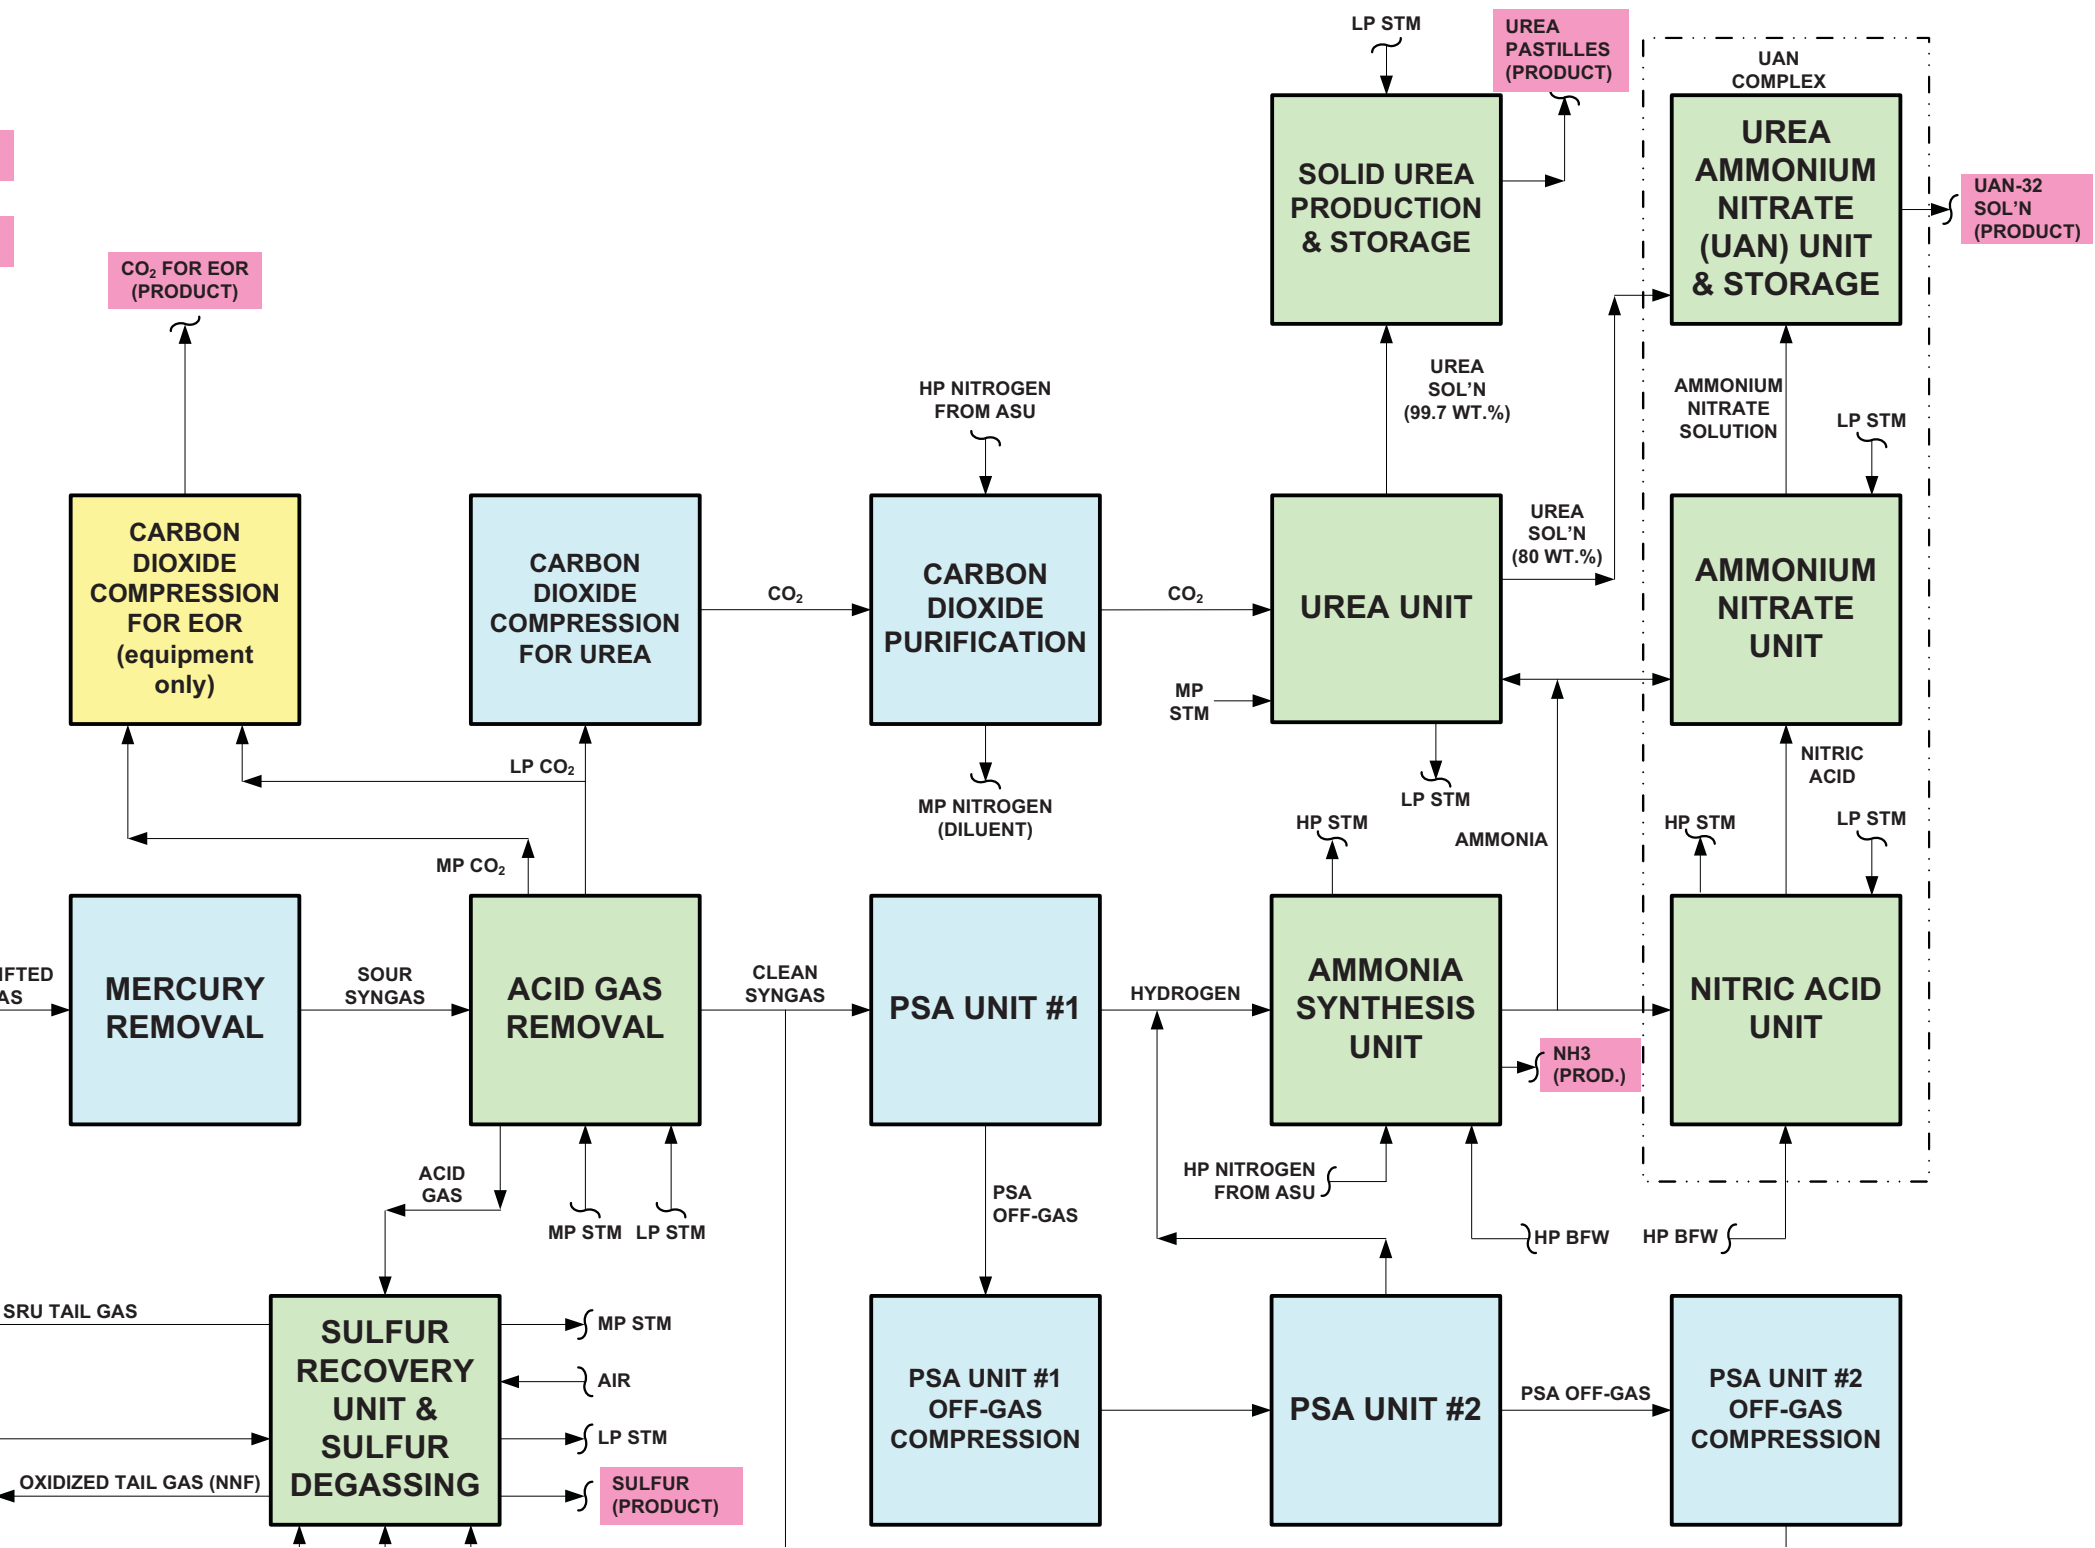 LP STM
UREA
PASTILLES
(PRODUCT)
UAN
COMPLEX
SOLID UREA
PRODUCTION
& STORAGE
UREA
AMMONIUM
NITRATE
(UAN) UNIT
& STORAGE
UAN-32
SOL'N
(PRODUCT)
CO₂ FOR EOR
(PRODUCT)
HP NITROGEN
FROM ASU
UREA
SOL'N
(99.7 WT.%)
AMMONIUM
NITRATE
SOLUTION
LP STM
CARBON
DIOXIDE
COMPRESSION
FOR EOR
(equipment
only)
CARBON
DIOXIDE
COMPRESSION
FOR UREA
CO₂
CARBON
DIOXIDE
PURIFICATION
CO₂
UREA UNIT
UREA
SOL'N
(80 WT.%)
AMMONIUM
NITRATE
UNIT
MP
STM
LP CO₂
MP CO₂
MP NITROGEN
(DILUENT)
LP STM
HP STM
AMMONIA
NITRIC
ACID
HP STM
LP STM
IFTED
AS
MERCURY
REMOVAL
SOUR
SYNGAS
ACID GAS
REMOVAL
CLEAN
SYNGAS
PSA UNIT #1
HYDROGEN
AMMONIA
SYNTHESIS
UNIT
NH3
(PROD.)
NITRIC ACID
UNIT
ACID
GAS
MP STM
LP STM
PSA
OFF-GAS
HP NITROGEN
FROM ASU
HP BFW
HP BFW
SRU TAIL GAS
SULFUR
RECOVERY
UNIT &
SULFUR
DEGASSING
MP STM
AIR
LP STM
SULFUR
(PRODUCT)
OXIDIZED TAIL GAS (NNF)
PSA UNIT #1
OFF-GAS
COMPRESSION
PSA UNIT #2
PSA OFF-GAS
PSA UNIT #2
OFF-GAS
COMPRESSION